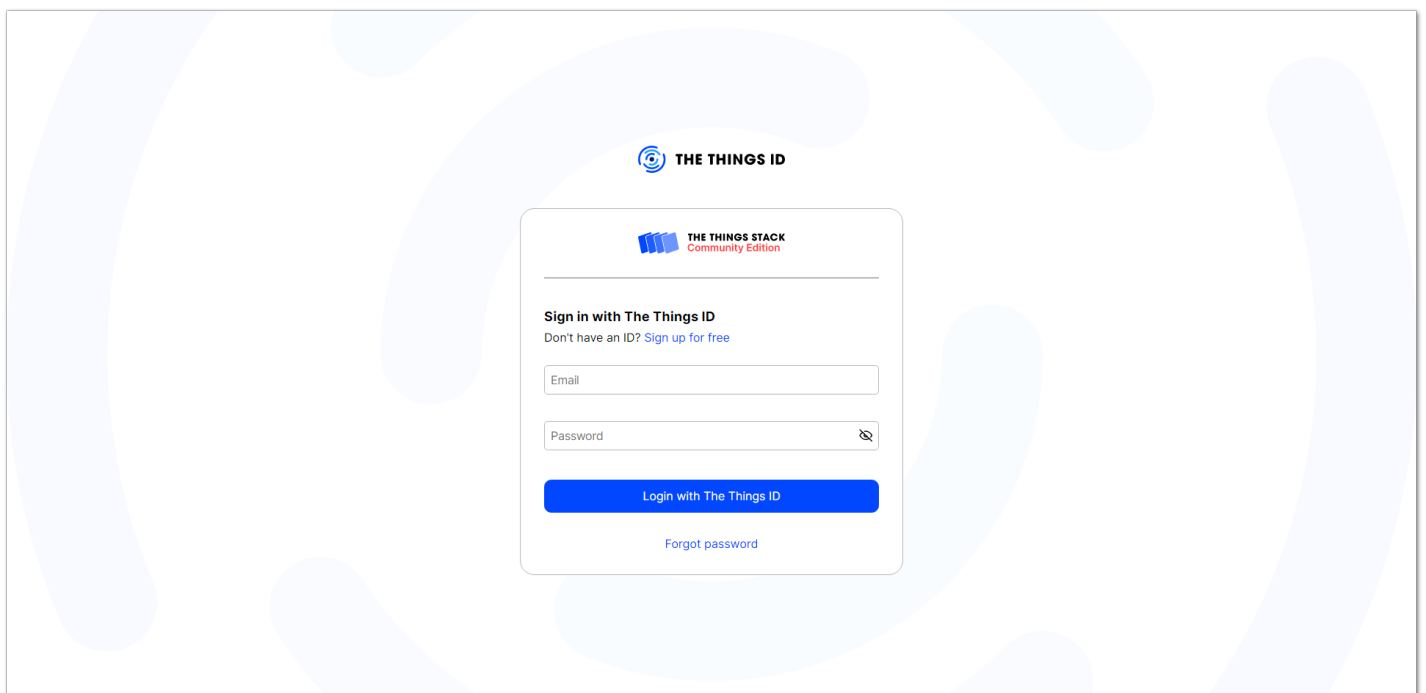 THE THINGS ID
THE THINGS STACK
Community Edition
Sign in with The Things ID
Don't have an ID? Sign up for free
Email
Password
Login with The Things ID
Forgot password